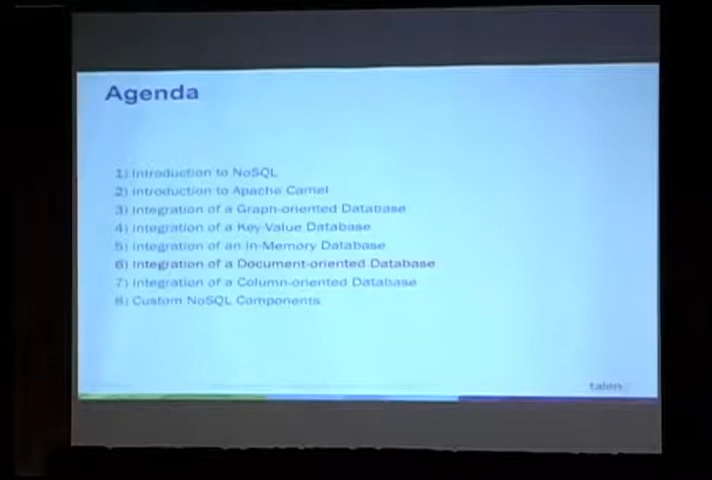 Agenda
1) Introduction to NoSQL
2) Introduction to Apache Camel
3) Integration of a Graph-oriented Database
4) Integration of a Key-Value Database
5) Integration of an In-Memory Database
6) Integration of a Document-oriented Database
7) Integration of a Column-oriented Database
8) Custom NoSQL Components